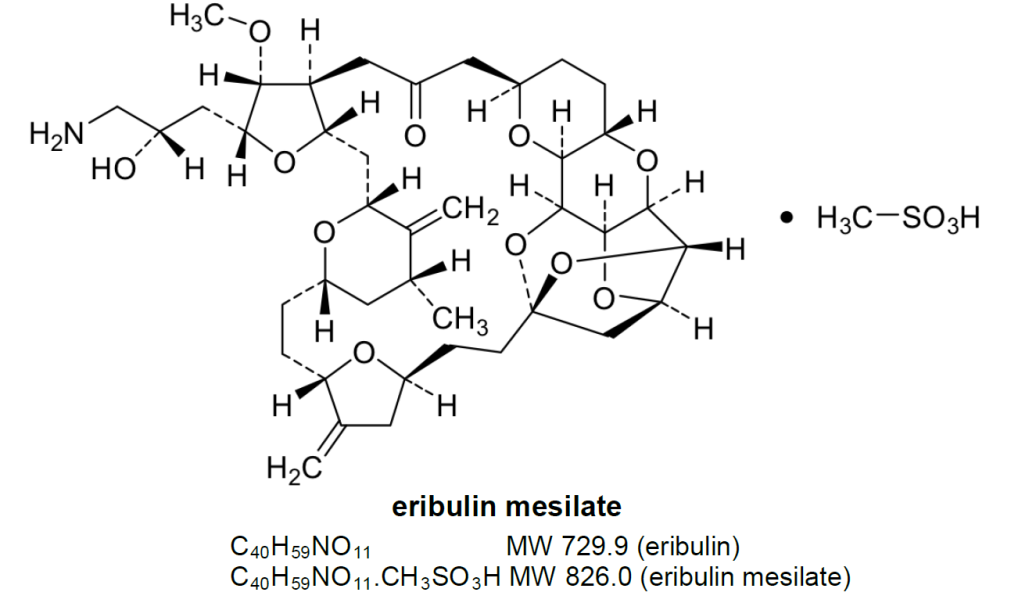 H₃C O H
H H
H₂N O O H H
HO H H O H O
H CH₂ H H H
O O O H
H O
CH₃ H
H O
H H
H₂C
• H₃C–SO₃H
eribulin mesilate
C₄₀H₅₉NO₁₁ MW 729.9 (eribulin)
C₄₀H₅₉NO₁₁.CH₃SO₃H MW 826.0 (eribulin mesilate)